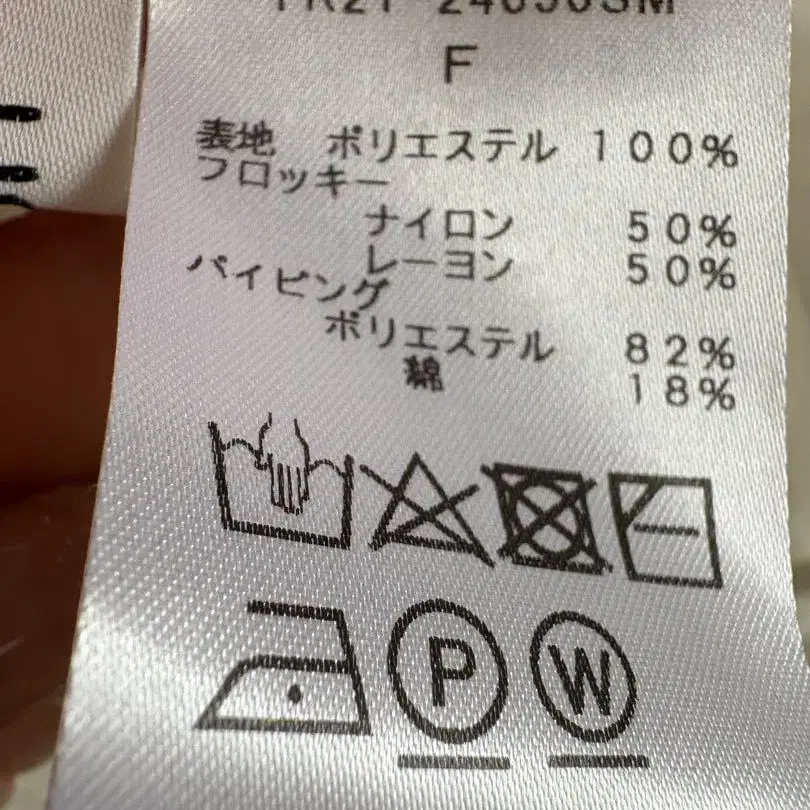 F
表地 ポリエステル 100%
フロッキー
ナイロン 50%
レーヨン 50%
パイピング
ポリエステル 82%
綿 18%
P W